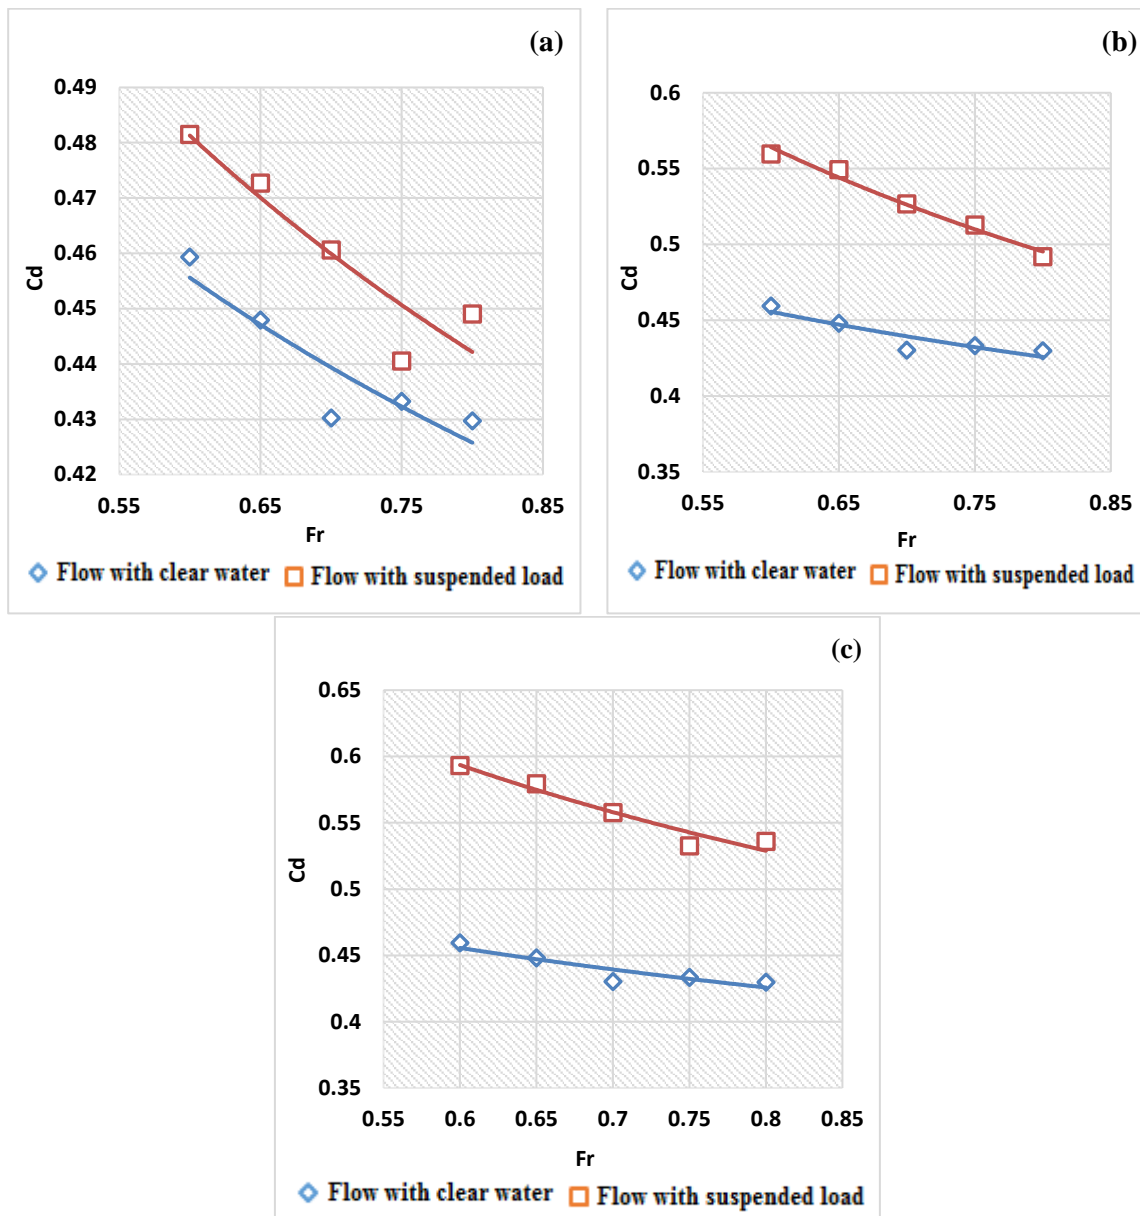 (a)
0.49
0.48
0.47
0.46
0.45
0.44
0.43
0.42
Cd
0.55 0.65 0.75 0.85
Fr
Flow with clear water Flow with suspended load
(b)
0.6
0.55
0.5
0.45
0.4
0.35
Cd
0.55 0.65 0.75 0.85
Fr
Flow with clear water Flow with suspended load
(c)
0.65
0.6
0.55
0.5
0.45
0.4
0.35
Cd
0.55 0.6 0.65 0.7 0.75 0.8 0.85
Fr
Flow with clear water Flow with suspended load